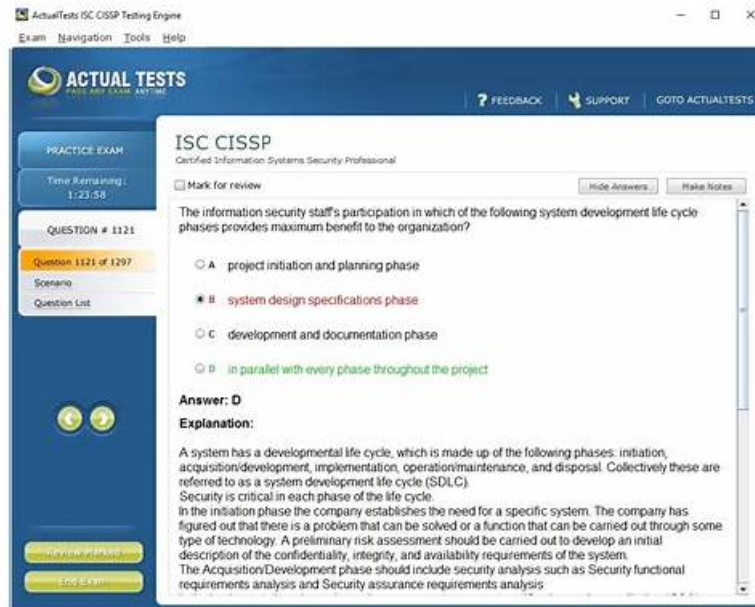 ActualTests ISC CISSP Testing Engine
Exam Navigation Tools Help
ACTUAL TESTS
PASS ANY EXAM ANYTIME
? FEEDBACK SUPPORT GOTO ACTUALTESTS
PRACTICE EXAM
Time Remaining:
1:23:58
QUESTION # 1121
Question 1121 of 1297
Scenario
Question List
Review Marked
End Exam
ISC CISSP
Certified Information Systems Security Professional
Mark for review Hide Answers Make Notes
The information security staff's participation in which of the following system development life cycle
phases provides maximum benefit to the organization?
A project initiation and planning phase
B system design specifications phase
C development and documentation phase
D in parallel with every phase throughout the project
Answer: D
Explanation:
A system has a developmental life cycle, which is made up of the following phases: initiation,
acquisition/development, implementation, operation/maintenance, and disposal. Collectively these are
referred to as a system development life cycle (SDLC).
Security is critical in each phase of the life cycle.
In the initiation phase the company establishes the need for a specific system. The company has
figured out that there is a problem that can be solved or a function that can be carried out through some
type of technology. A preliminary risk assessment should be carried out to develop an initial
description of the confidentiality, integrity, and availability requirements of the system.
The Acquisition/Development phase should include security analysis such as Security functional
requirements analysis and Security assurance requirements analysis